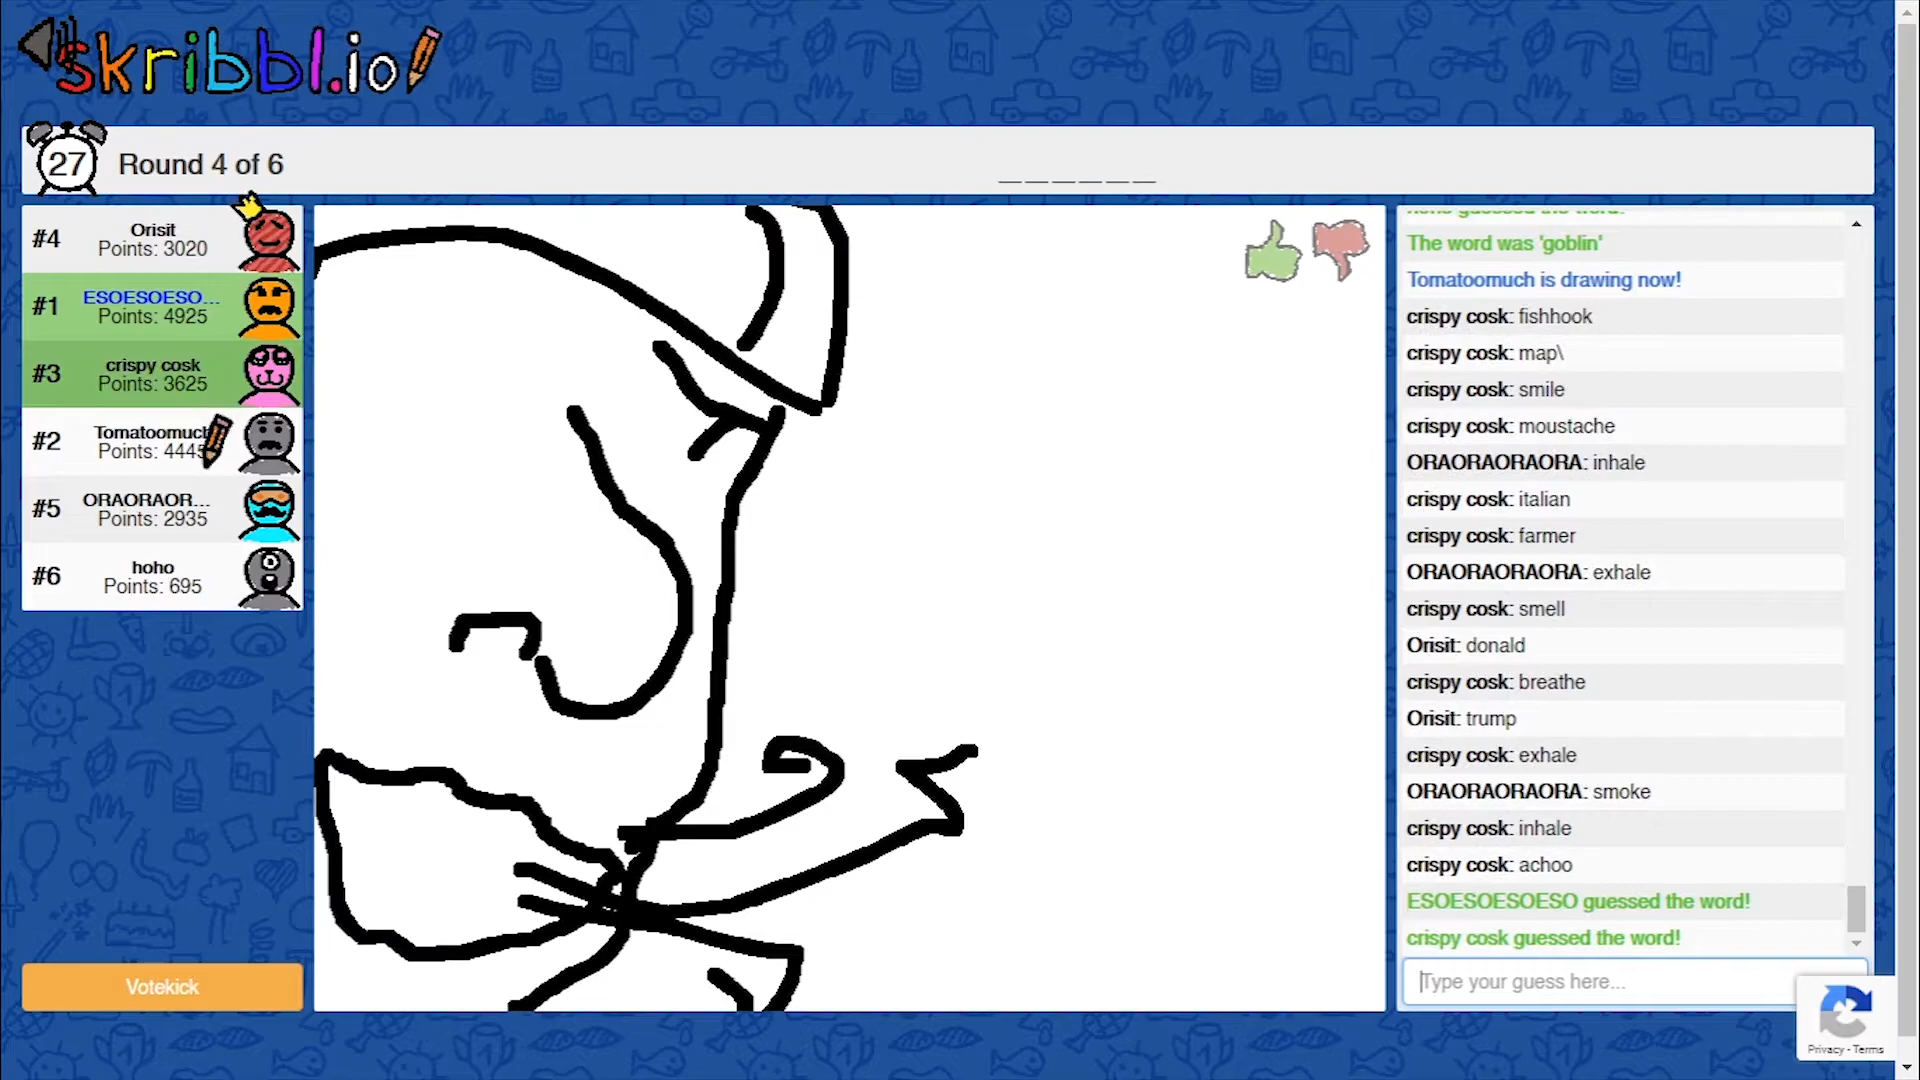 skribbl.io
27
Round 4 of 6
______
#4
Orisit
Points: 3020
#1
ESOESOESO...
Points: 4925
#3
crispy cosk
Points: 3625
#2
Tomatoomuch
Points: 4445
#5
ORAORAOR...
Points: 2935
#6
hoho
Points: 695
Votekick
The word was 'goblin'
Tomatoomuch is drawing now!
crispy cosk: fishhook
crispy cosk: map\
crispy cosk: smile
crispy cosk: moustache
ORAORAORAORA: inhale
crispy cosk: italian
crispy cosk: farmer
ORAORAORAORA: exhale
crispy cosk: smell
Orisit: donald
crispy cosk: breathe
Orisit: trump
crispy cosk: exhale
ORAORAORAORA: smoke
crispy cosk: inhale
crispy cosk: achoo
ESOESOESOESO guessed the word!
crispy cosk guessed the word!
Type your guess here...
Privacy - Terms